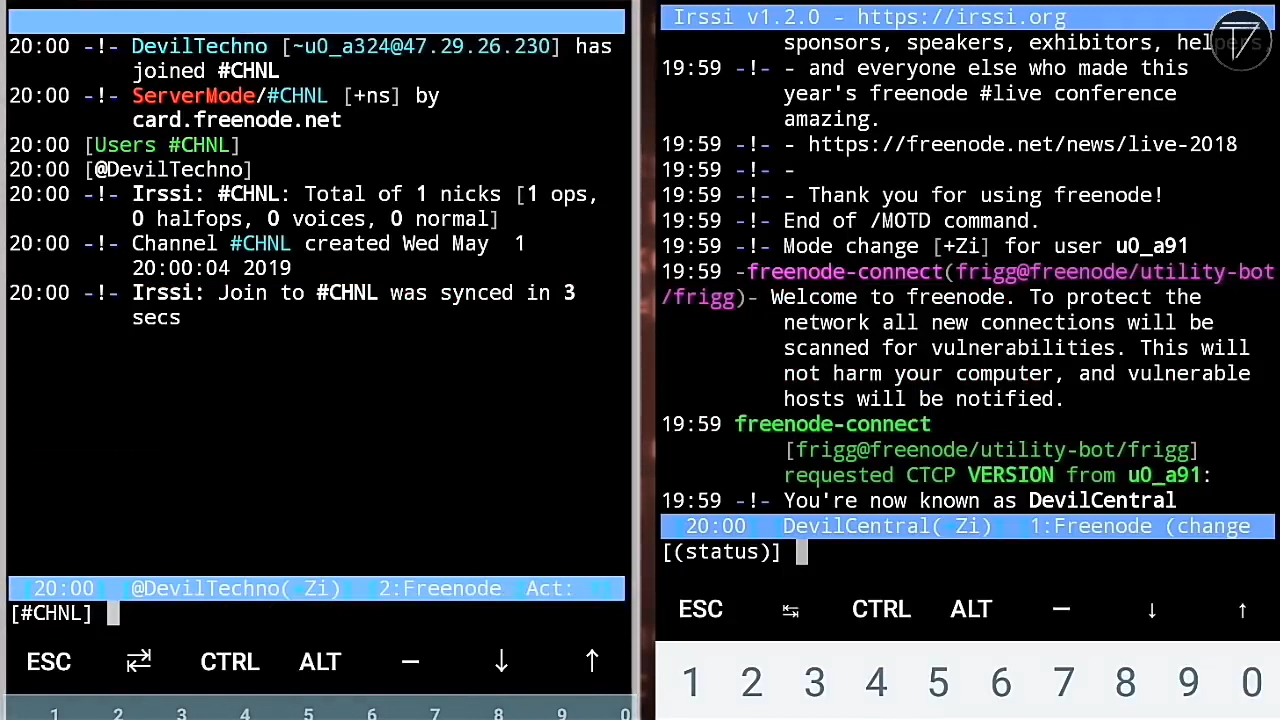 20:00 -!- DevilTechno [~u0_a324@47.29.26.230] has
joined #CHNL
20:00 -!- ServerMode/#CHNL [+ns] by
card.freenode.net
20:00 [Users #CHNL]
20:00 [@DevilTechno]
20:00 -!- Irssi: #CHNL: Total of 1 nicks [1 ops,
0 halfops, 0 voices, 0 normal]
20:00 -!- Channel #CHNL created Wed May  1
20:00:04 2019
20:00 -!- Irssi: Join to #CHNL was synced in 3
secs
20:00 @DevilTechno( Zi) 2:Freenode Act:
[#CHNL]
ESC ⇄ CTRL ALT — ↓ ↑
1 2 3 4 5 6 7 8 9 0
Irssi v1.2.0 - https://irssi.org
sponsors, speakers, exhibitors, helpers,
19:59 -!- - and everyone else who made this
year's freenode #live conference
amazing.
19:59 -!- - https://freenode.net/news/live-2018
19:59 -!- -
19:59 -!- - Thank you for using freenode!
19:59 -!- End of /MOTD command.
19:59 -!- Mode change [+Zi] for user u0_a91
19:59 -freenode-connect(frigg@freenode/utility-bot
/frigg)- Welcome to freenode. To protect the
network all new connections will be
scanned for vulnerabilities. This will
not harm your computer, and vulnerable
hosts will be notified.
19:59 freenode-connect
[frigg@freenode/utility-bot/frigg]
requested CTCP VERSION from u0_a91:
19:59 -!- You're now known as DevilCentral
20:00 DevilCentral( Zi) 1:Freenode (change
[(status)]
ESC ↹ CTRL ALT — ↓ ↑
1 2 3 4 5 6 7 8 9 0